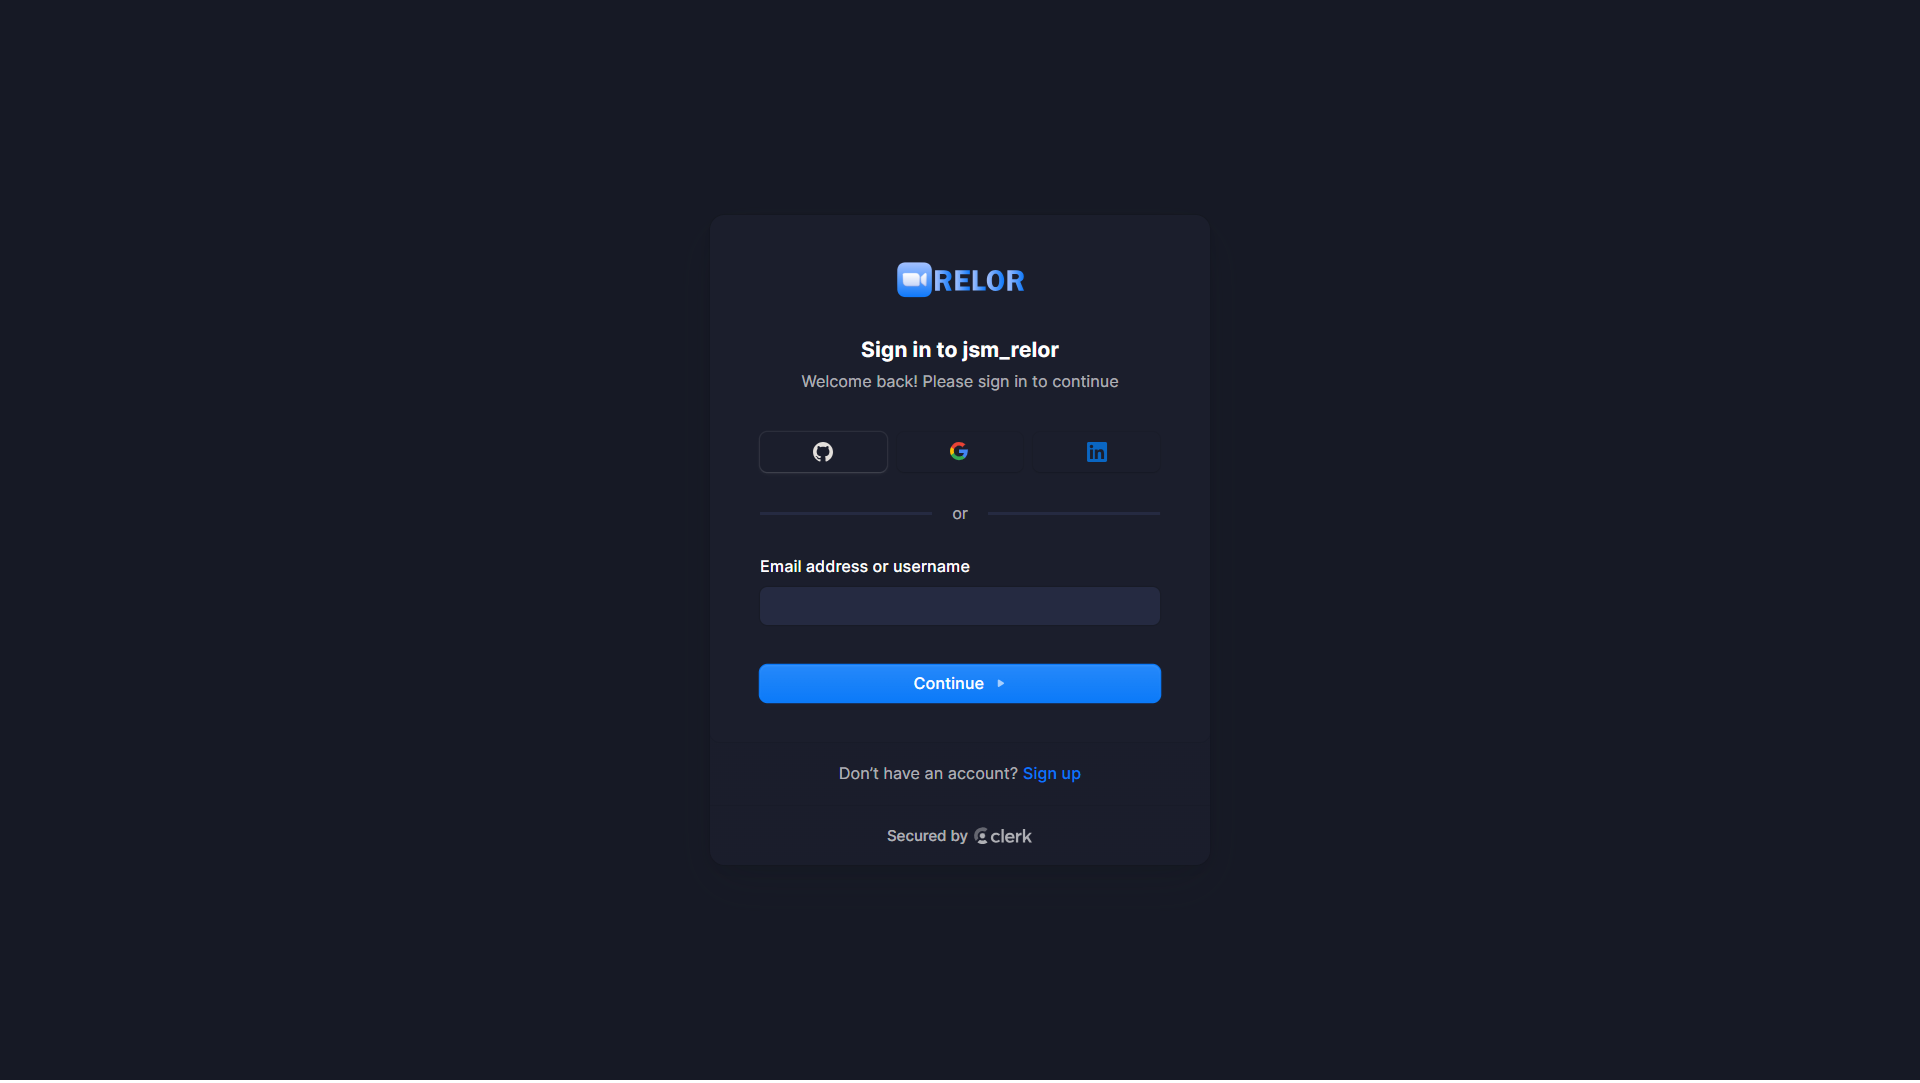 RELOR
Sign in to jsm_relor
Welcome back! Please sign in to continue
or
Email address or username
Continue
Don’t have an account? Sign up
Secured by clerk